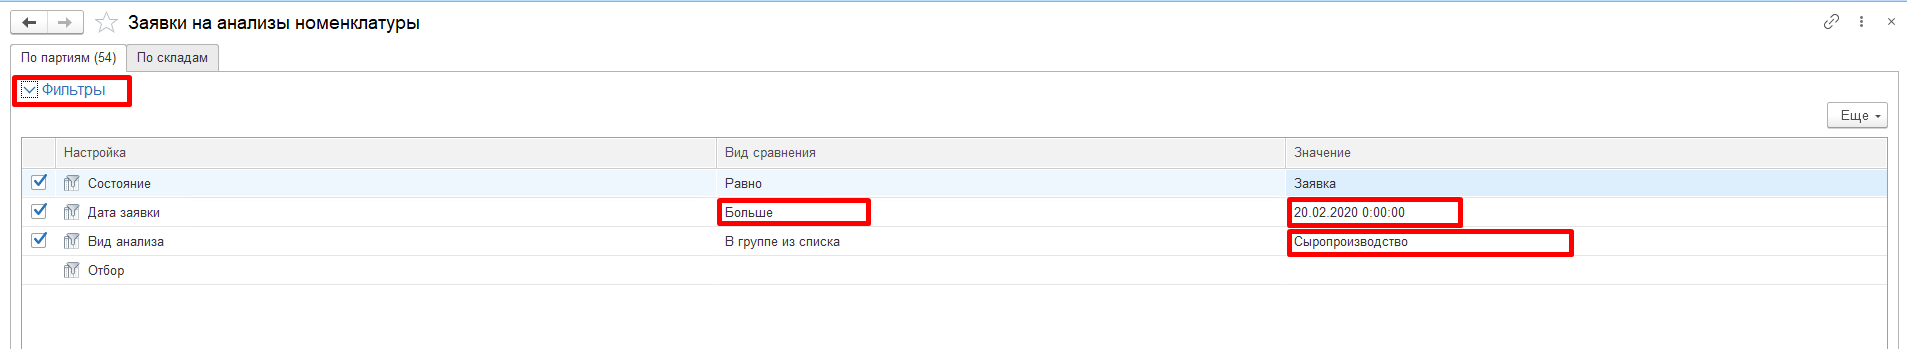 Заявки на анализы номенклатуры
По партиям (54) По складам
Фильтры
Еще
Настройка Вид сравнения Значение
Состояние Равно Заявка
Дата заявки Больше 20.02.2020 0:00:00
Вид анализа В группе из списка Сыропроизводство
Отбор